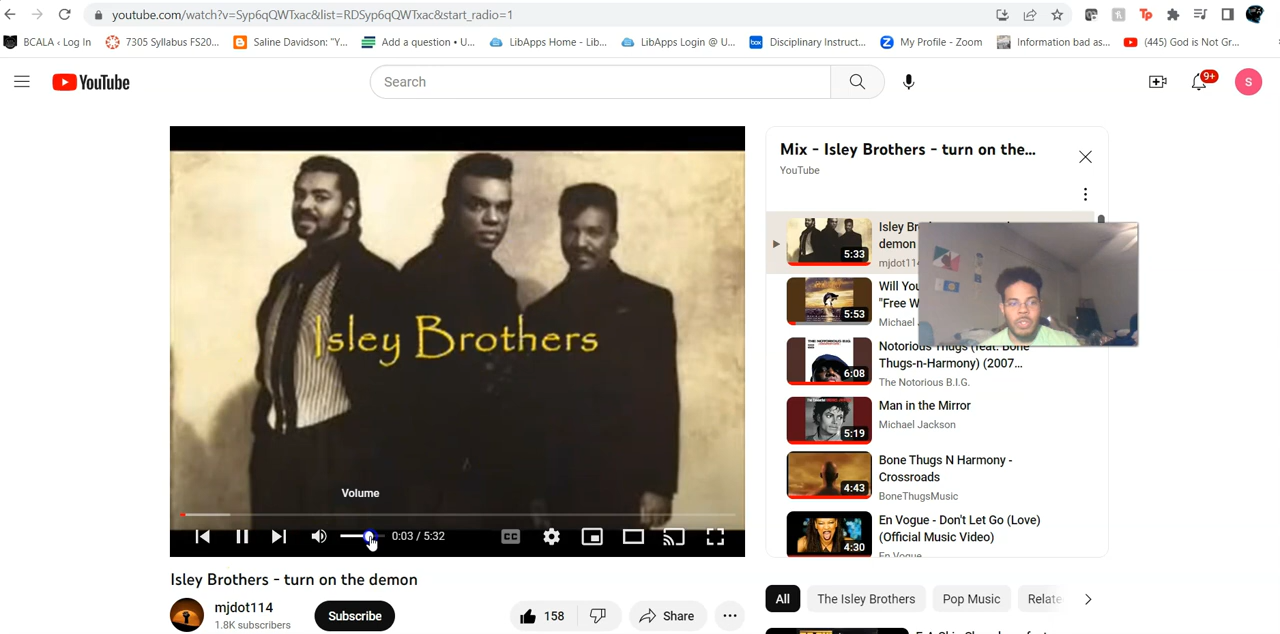 youtube.com/watch?v=Syp6qQWTxac&list=RDSyp6qQWTxac&start_radio=1
BCALA ‹ Log In 7305 Syllabus FS20... Saline Davidson: "Y... Add a question • U... LibApps Home - Lib... LibApps Login @ U... box Disciplinary Instruct... My Profile - Zoom Information bad as... (445) God is Not Gr...
YouTube
Search
9+
S
Isley Brothers
Volume
0:03 / 5:32
CC
Isley Brothers - turn on the demon
mjdot114
1.8K subscribers
Subscribe
158
Share
Mix - Isley Brothers - turn on the...
YouTube
5:33
Isley
demon
5:53
Will You
"Free
Michael
6:08
Notorious Thugs (feat. Bone
Thugs-n-Harmony) (2007...
The Notorious B.I.G.
5:19
Man in the Mirror
Michael Jackson
4:43
Bone Thugs N Harmony -
Crossroads
BoneThugsMusic
4:30
En Vogue - Don't Let Go (Love)
(Official Music Video)
En Vogue
All The Isley Brothers Pop Music